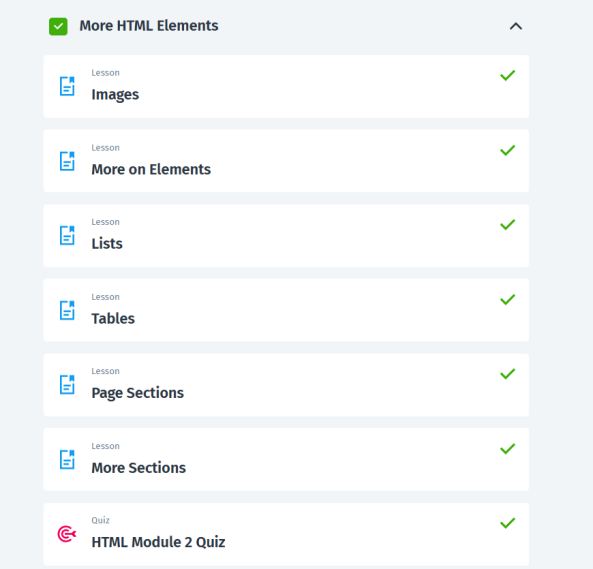 More HTML Elements
Lesson
Images
Lesson
More on Elements
Lesson
Lists
Lesson
Tables
Lesson
Page Sections
Lesson
More Sections
Quiz
HTML Module 2 Quiz